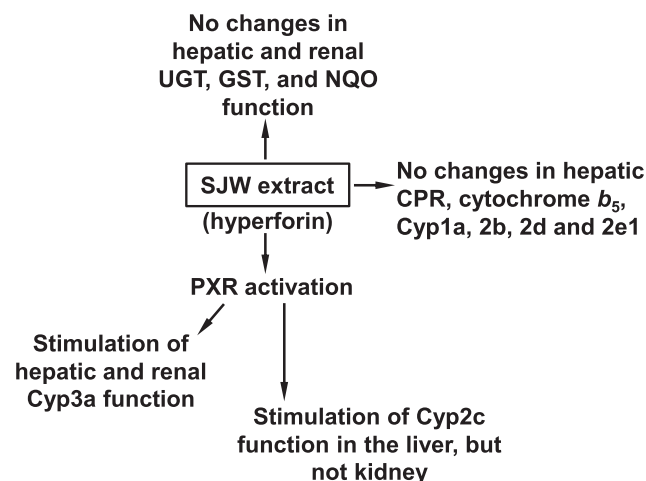 No changes in
hepatic and renal
UGT, GST, and NQO
function
SJW extract
(hyperforin)
No changes in hepatic
CPR, cytochrome b5,
Cyp1a, 2b, 2d and 2e1
PXR activation
Stimulation of
hepatic and renal
Cyp3a function
Stimulation of Cyp2c
function in the liver, but
not kidney